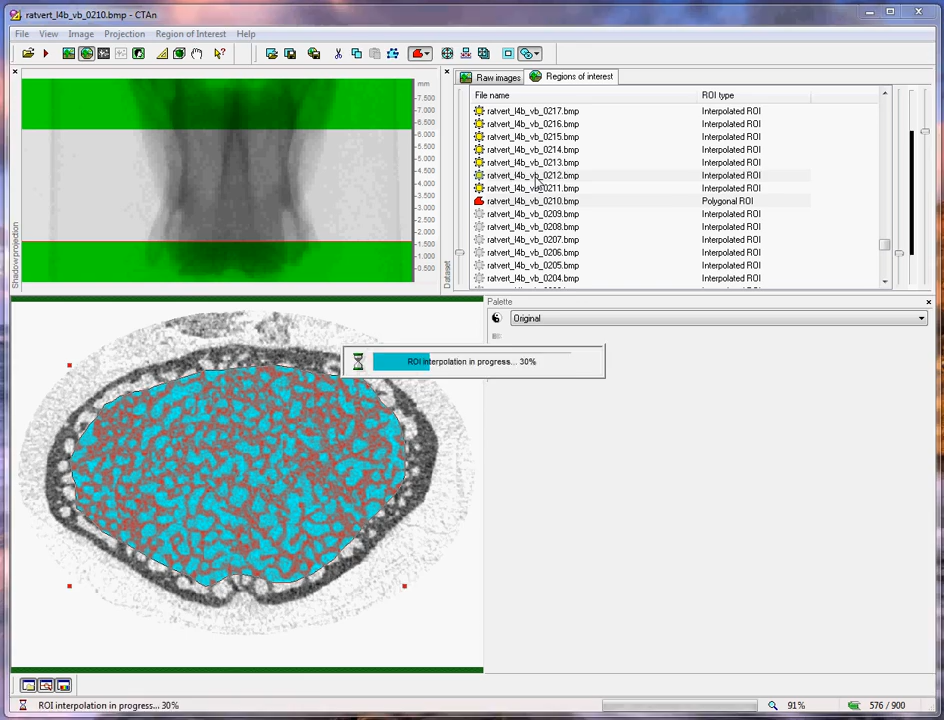 ratvert_l4b_vb_0210.bmp - CTAn
File View Image Projection Region of Interest Help
mm
7.500
7.000
6.500
6.000
5.500
5.000
4.500
4.000
3.500
3.000
2.500
2.000
1.500
1.000
0.500
Shadow projection
Dataset
Raw images Regions of interest
File name ROI type
ratvert_l4b_vb_0217.bmp Interpolated ROI
ratvert_l4b_vb_0216.bmp Interpolated ROI
ratvert_l4b_vb_0215.bmp Interpolated ROI
ratvert_l4b_vb_0214.bmp Interpolated ROI
ratvert_l4b_vb_0213.bmp Interpolated ROI
ratvert_l4b_vb_0212.bmp Interpolated ROI
ratvert_l4b_vb_0211.bmp Interpolated ROI
ratvert_l4b_vb_0210.bmp Polygonal ROI
ratvert_l4b_vb_0209.bmp Interpolated ROI
ratvert_l4b_vb_0208.bmp Interpolated ROI
ratvert_l4b_vb_0207.bmp Interpolated ROI
ratvert_l4b_vb_0206.bmp Interpolated ROI
ratvert_l4b_vb_0205.bmp Interpolated ROI
ratvert_l4b_vb_0204.bmp Interpolated ROI
Palette
Original
ROI interpolation in progress... 30%
ROI interpolation in progress... 30% 91% 576 / 900